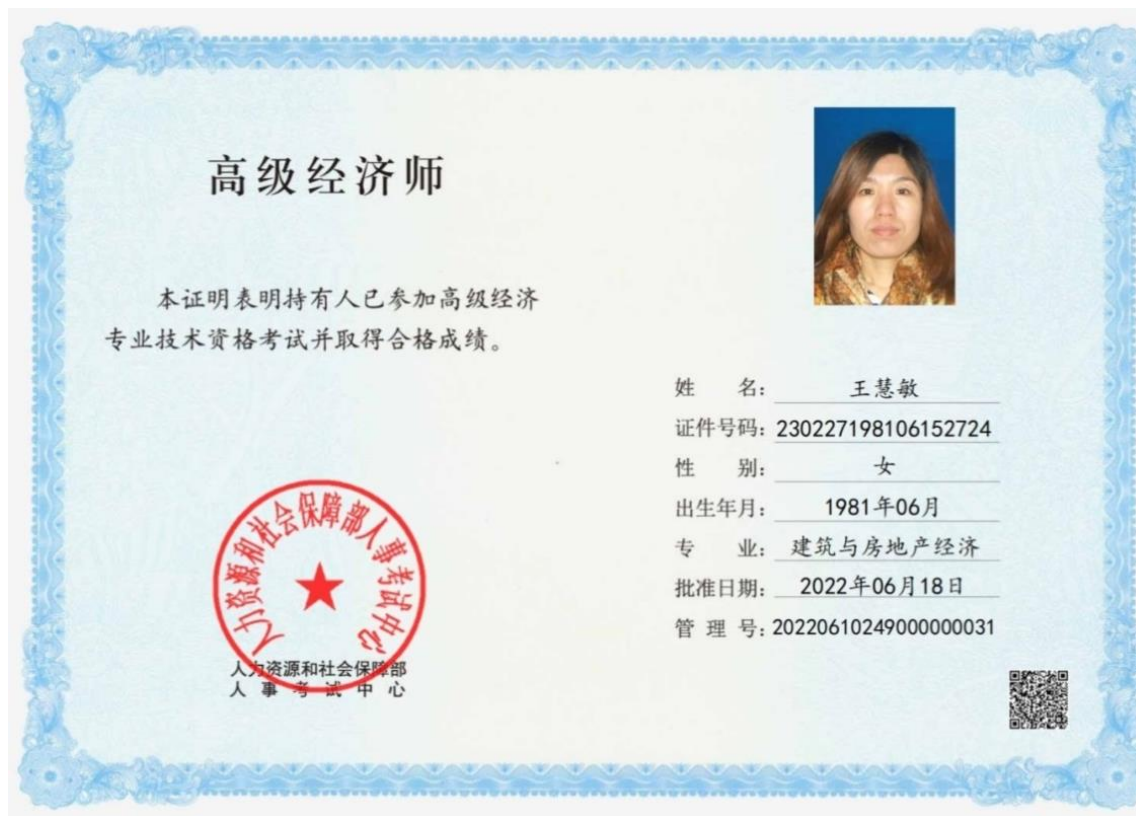 高级经济师
本证明表明持有人已参加高级经济
专业技术资格考试并取得合格成绩。
姓 名： 王慧敏
证件号码： 230227198106152724
性 别： 女
出生年月： 1981年06月
专 业： 建筑与房地产经济
批准日期： 2022年06月18日
管 理 号： 20220610249000000031
人力资源和社会保障部人事考试中心
人力资源和社会保障部
人 事 考 试 中 心